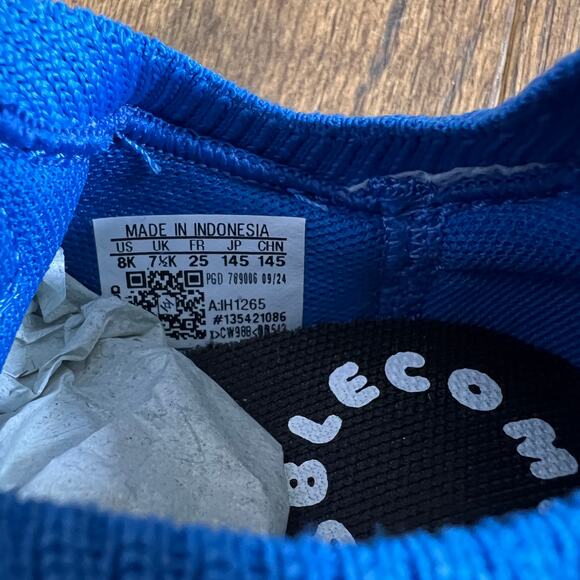 MADE IN INDONESIA
US UK FR JP CHN
8K 7½K 25 145 145
PGD 789006 09/24
A:IH1265
#135421086
BLECOM